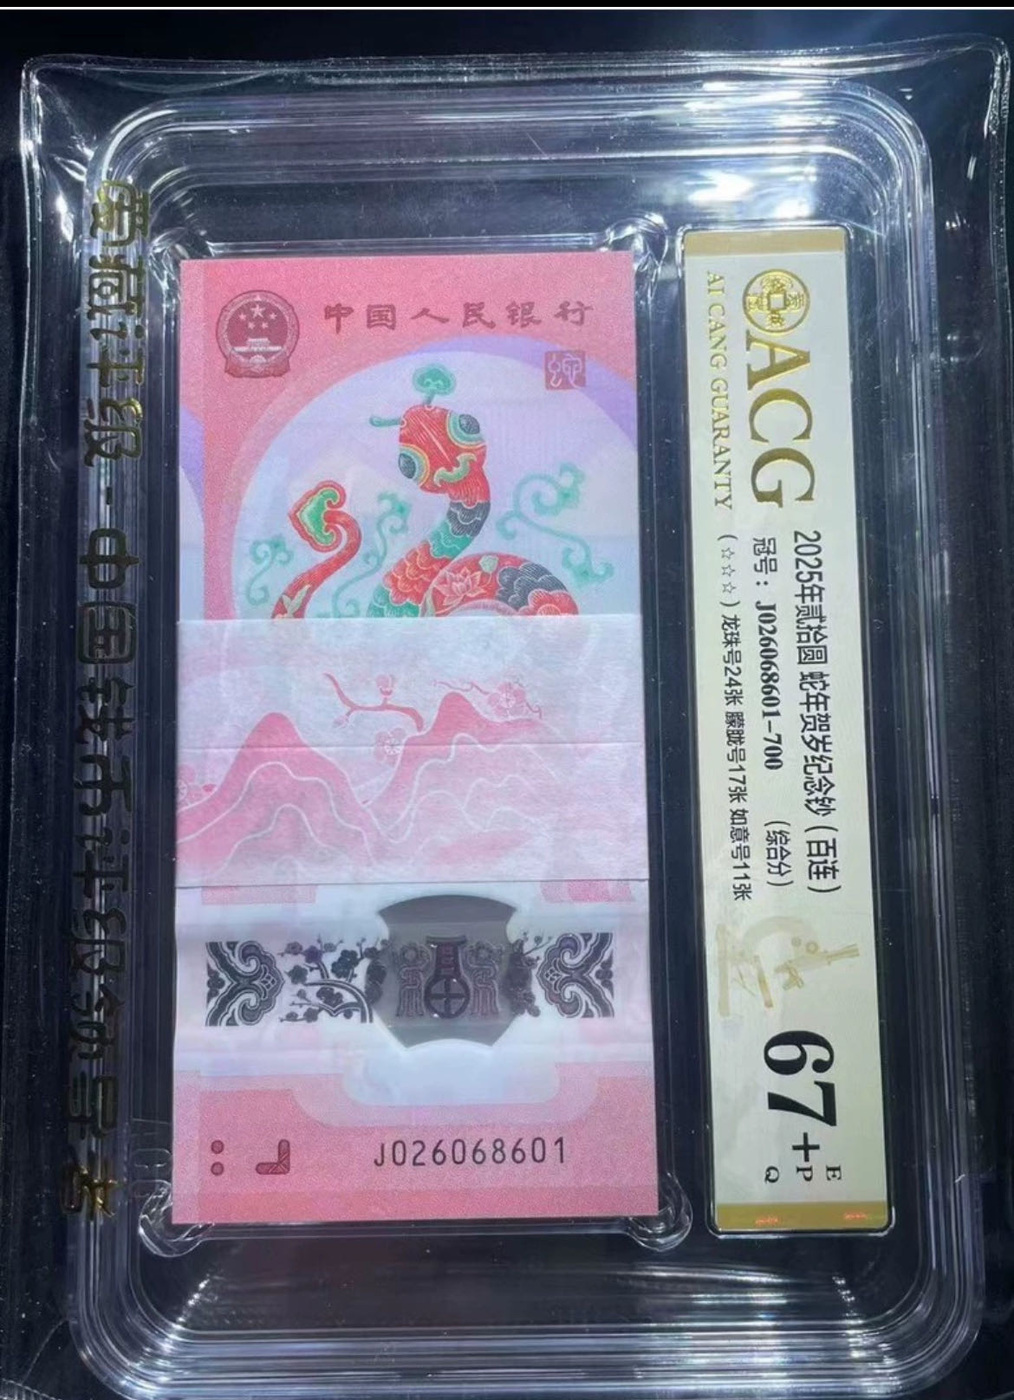 爱藏评级-中国钱币评级领导者
中国人民银行
J026068601
ACG
AI CANG GUARANTY
2025年贰拾圆 蛇年贺岁纪念钞（百连）
冠号：J026068601-700 （综合分）
（☆☆☆）龙珠号24张 朦胧号17张 如意号11张
67+
E
P
Q